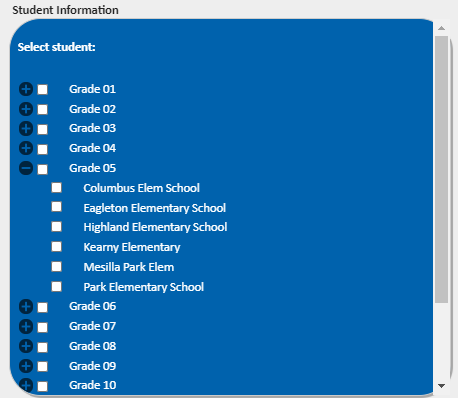 Student Information
Select student:
Grade 01
Grade 02
Grade 03
Grade 04
Grade 05
Columbus Elem School
Eagleton Elementary School
Highland Elementary School
Kearny Elementary
Mesilla Park Elem
Park Elementary School
Grade 06
Grade 07
Grade 08
Grade 09
Grade 10